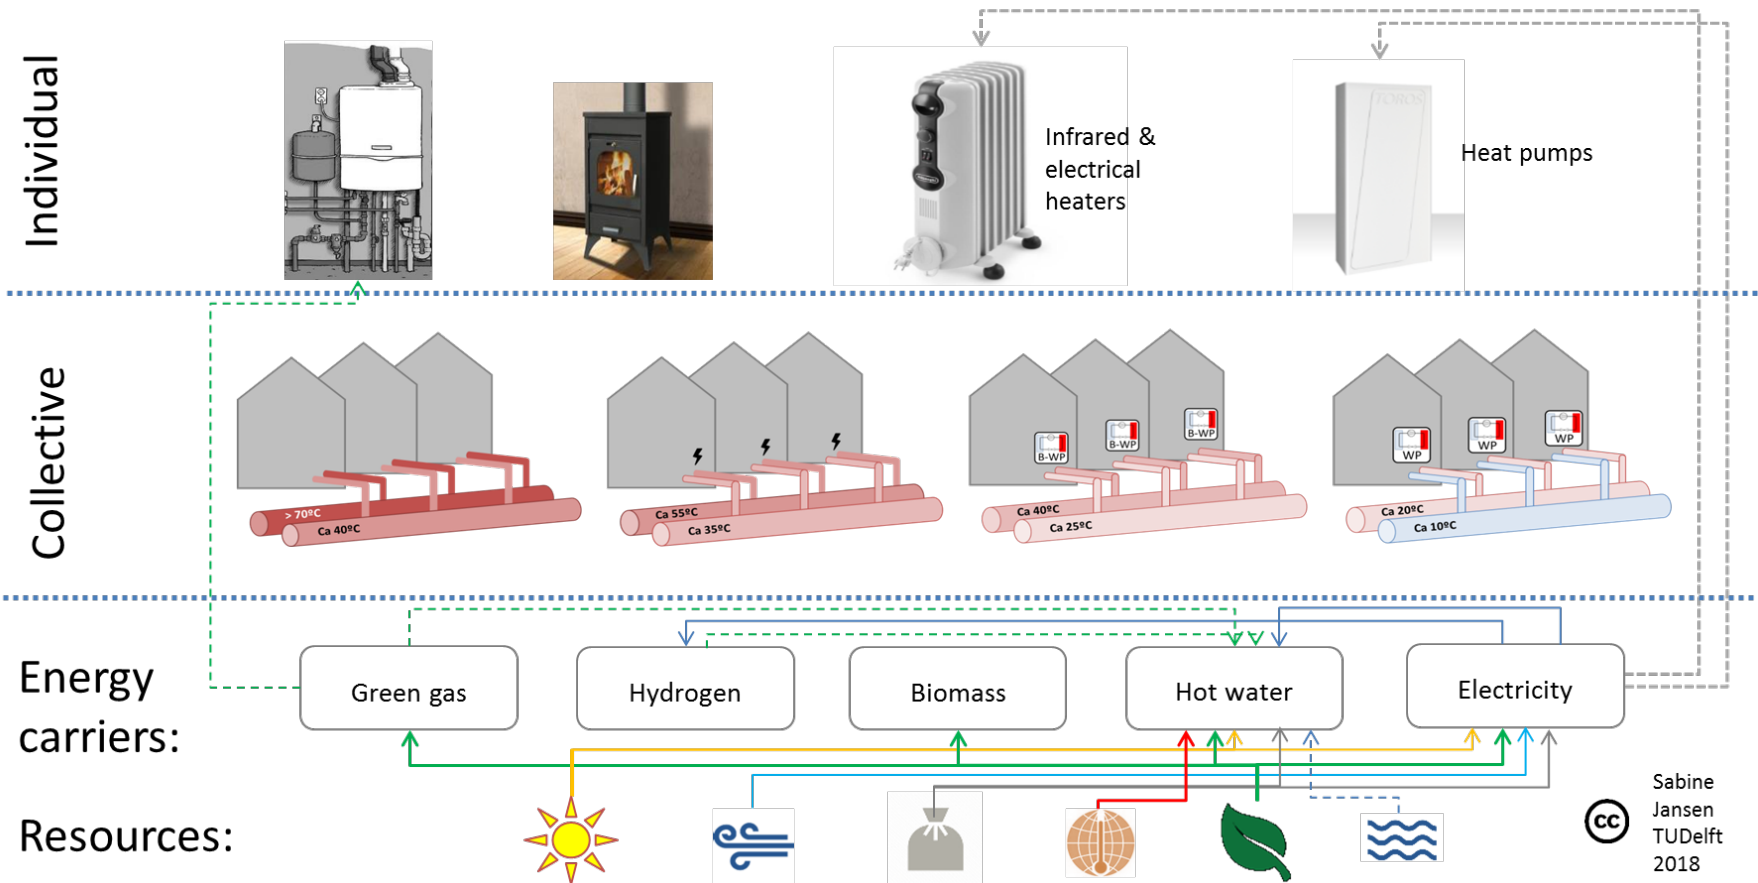 Individual
TOROS
Infrared &
electrical
heaters
Heat pumps
Collective
B-WP
B-WP
B-WP
WP
WP
WP
> 70ºC
Ca 40ºC
Ca 55ºC
Ca 35ºC
Ca 40ºC
Ca 25ºC
Ca 20ºC
Ca 10ºC
Energy
carriers:
Green gas
Hydrogen
Biomass
Hot water
Electricity
Resources:
cc
Sabine
Jansen
TUDelft
2018